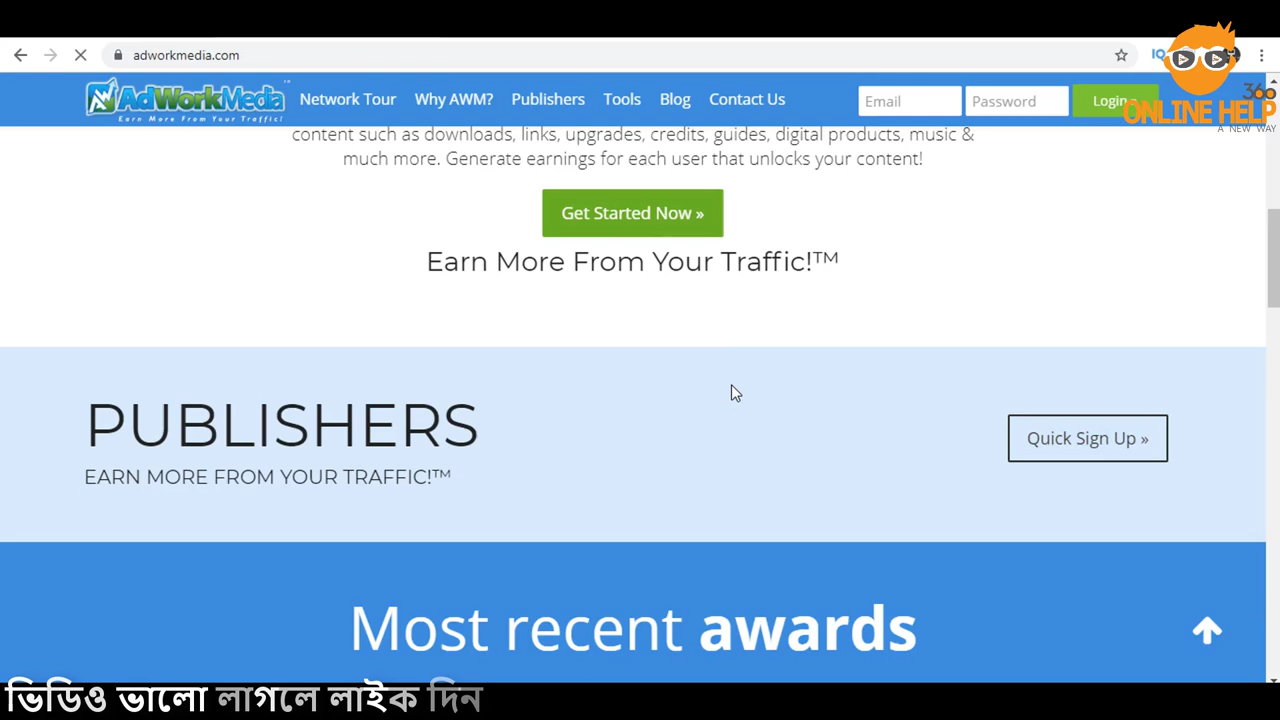 adworkmedia.com
IQ
AdWorkMedia™
Earn More From Your Traffic!
Network Tour Why AWM? Publishers Tools Blog Contact Us Email Password Login
360
ONLINE HELP
A NEW WAY
content such as downloads, links, upgrades, credits, guides, digital products, music &
much more. Generate earnings for each user that unlocks your content!
Get Started Now »
Earn More From Your Traffic!™
PUBLISHERS
Quick Sign Up »
EARN MORE FROM YOUR TRAFFIC!™
Most recent awards
ভিডিও ভালো লাগলে লাইক দিন